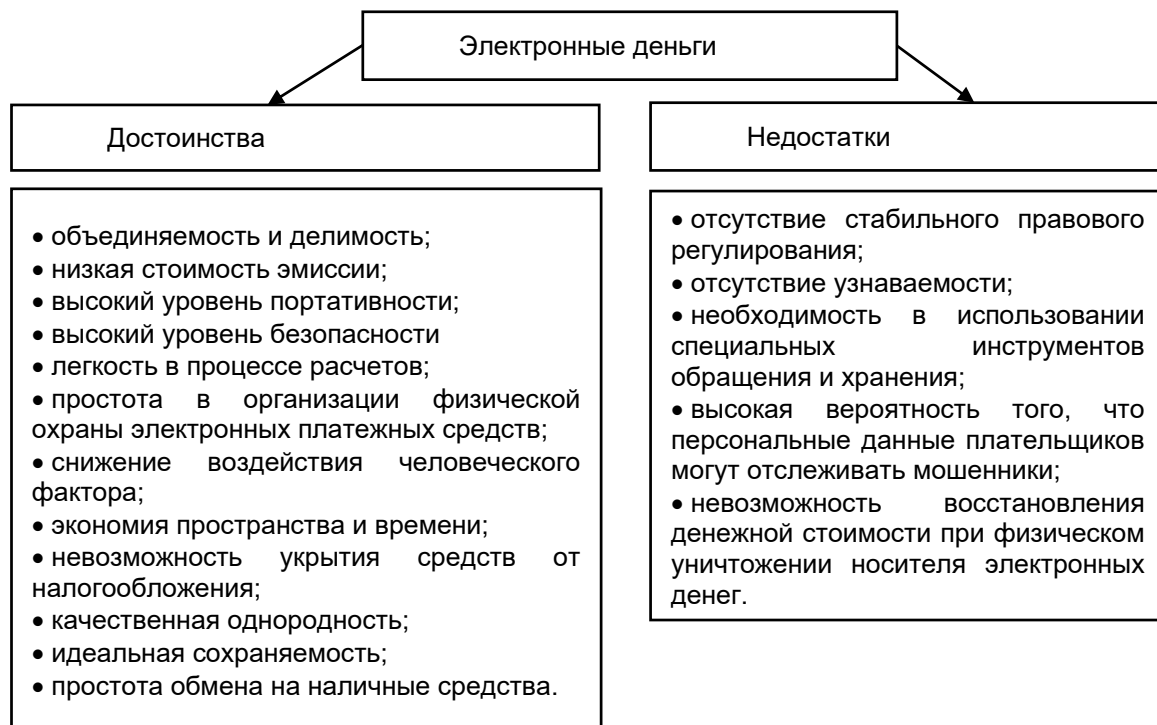 Электронные деньги
Достоинства
• объединяемость и делимость;
• низкая стоимость эмиссии;
• высокий уровень портативности;
• высокий уровень безопасности
• легкость в процессе расчетов;
• простота в организации физической
охраны электронных платежных средств;
• снижение воздействия человеческого
фактора;
• экономия пространства и времени;
• невозможность укрытия средств от
налогообложения;
• качественная однородность;
• идеальная сохраняемость;
• простота обмена на наличные средства.
Недостатки
• отсутствие стабильного правового
регулирования;
• отсутствие узнаваемости;
• необходимость в использовании
специальных инструментов
обращения и хранения;
• высокая вероятность того, что
персональные данные плательщиков
могут отслеживать мошенники;
• невозможность восстановления
денежной стоимости при физическом
уничтожении носителя электронных
денег.